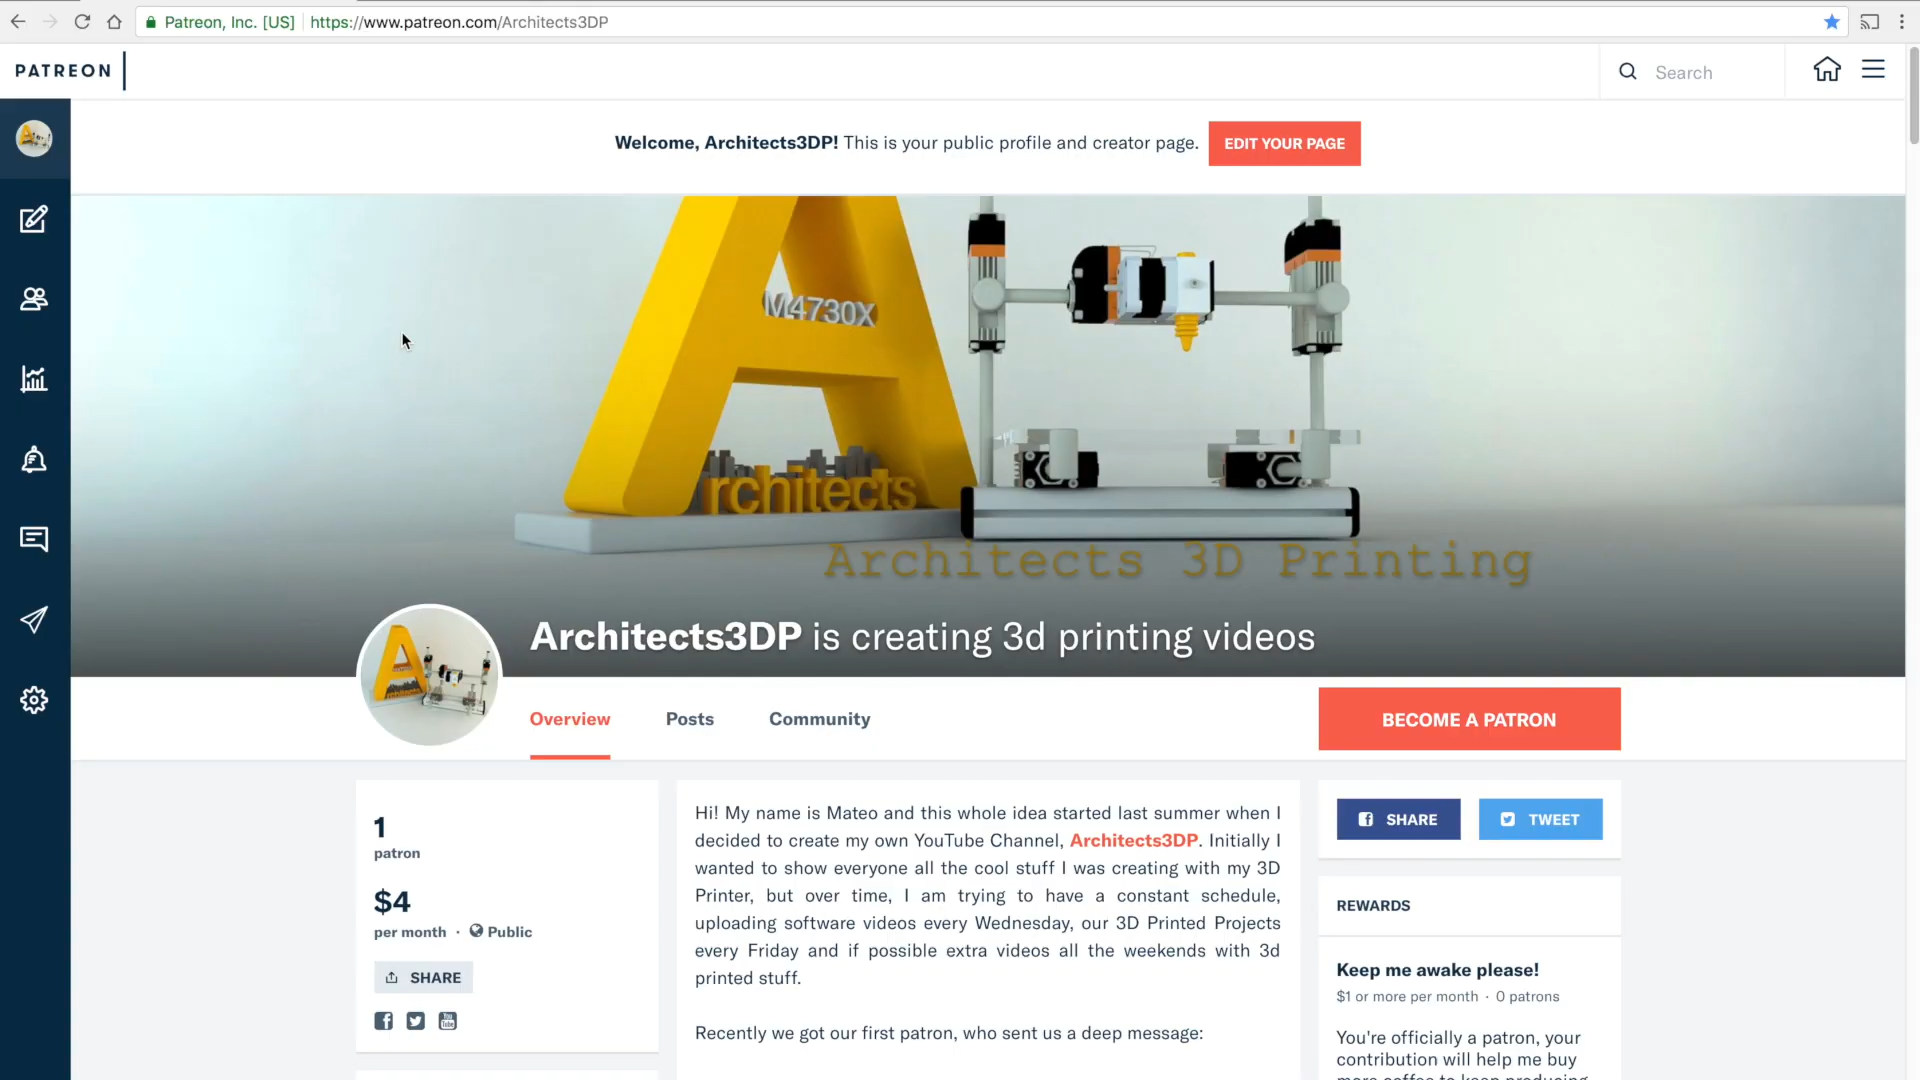 Patreon, Inc. [US] https://www.patreon.com/Architects3DP
PATREON
Search
Welcome, Architects3DP! This is your public profile and creator page.
EDIT YOUR PAGE
M4730X
Architects
Architects 3D Printing
Architects3DP is creating 3d printing videos
Overview
Posts
Community
BECOME A PATRON
1
patron
$4
per month · Public
SHARE
Hi! My name is Mateo and this whole idea started last summer when I
decided to create my own YouTube Channel, Architects3DP. Initially I
wanted to show everyone all the cool stuff I was creating with my 3D
Printer, but over time, I am trying to have a constant schedule,
uploading software videos every Wednesday, our 3D Printed Projects
every Friday and if possible extra videos all the weekends with 3d
printed stuff.
Recently we got our first patron, who sent us a deep message:
SHARE
TWEET
REWARDS
Keep me awake please!
$1 or more per month · 0 patrons
You're officially a patron, your
contribution will help me buy
more coffee to keep producing